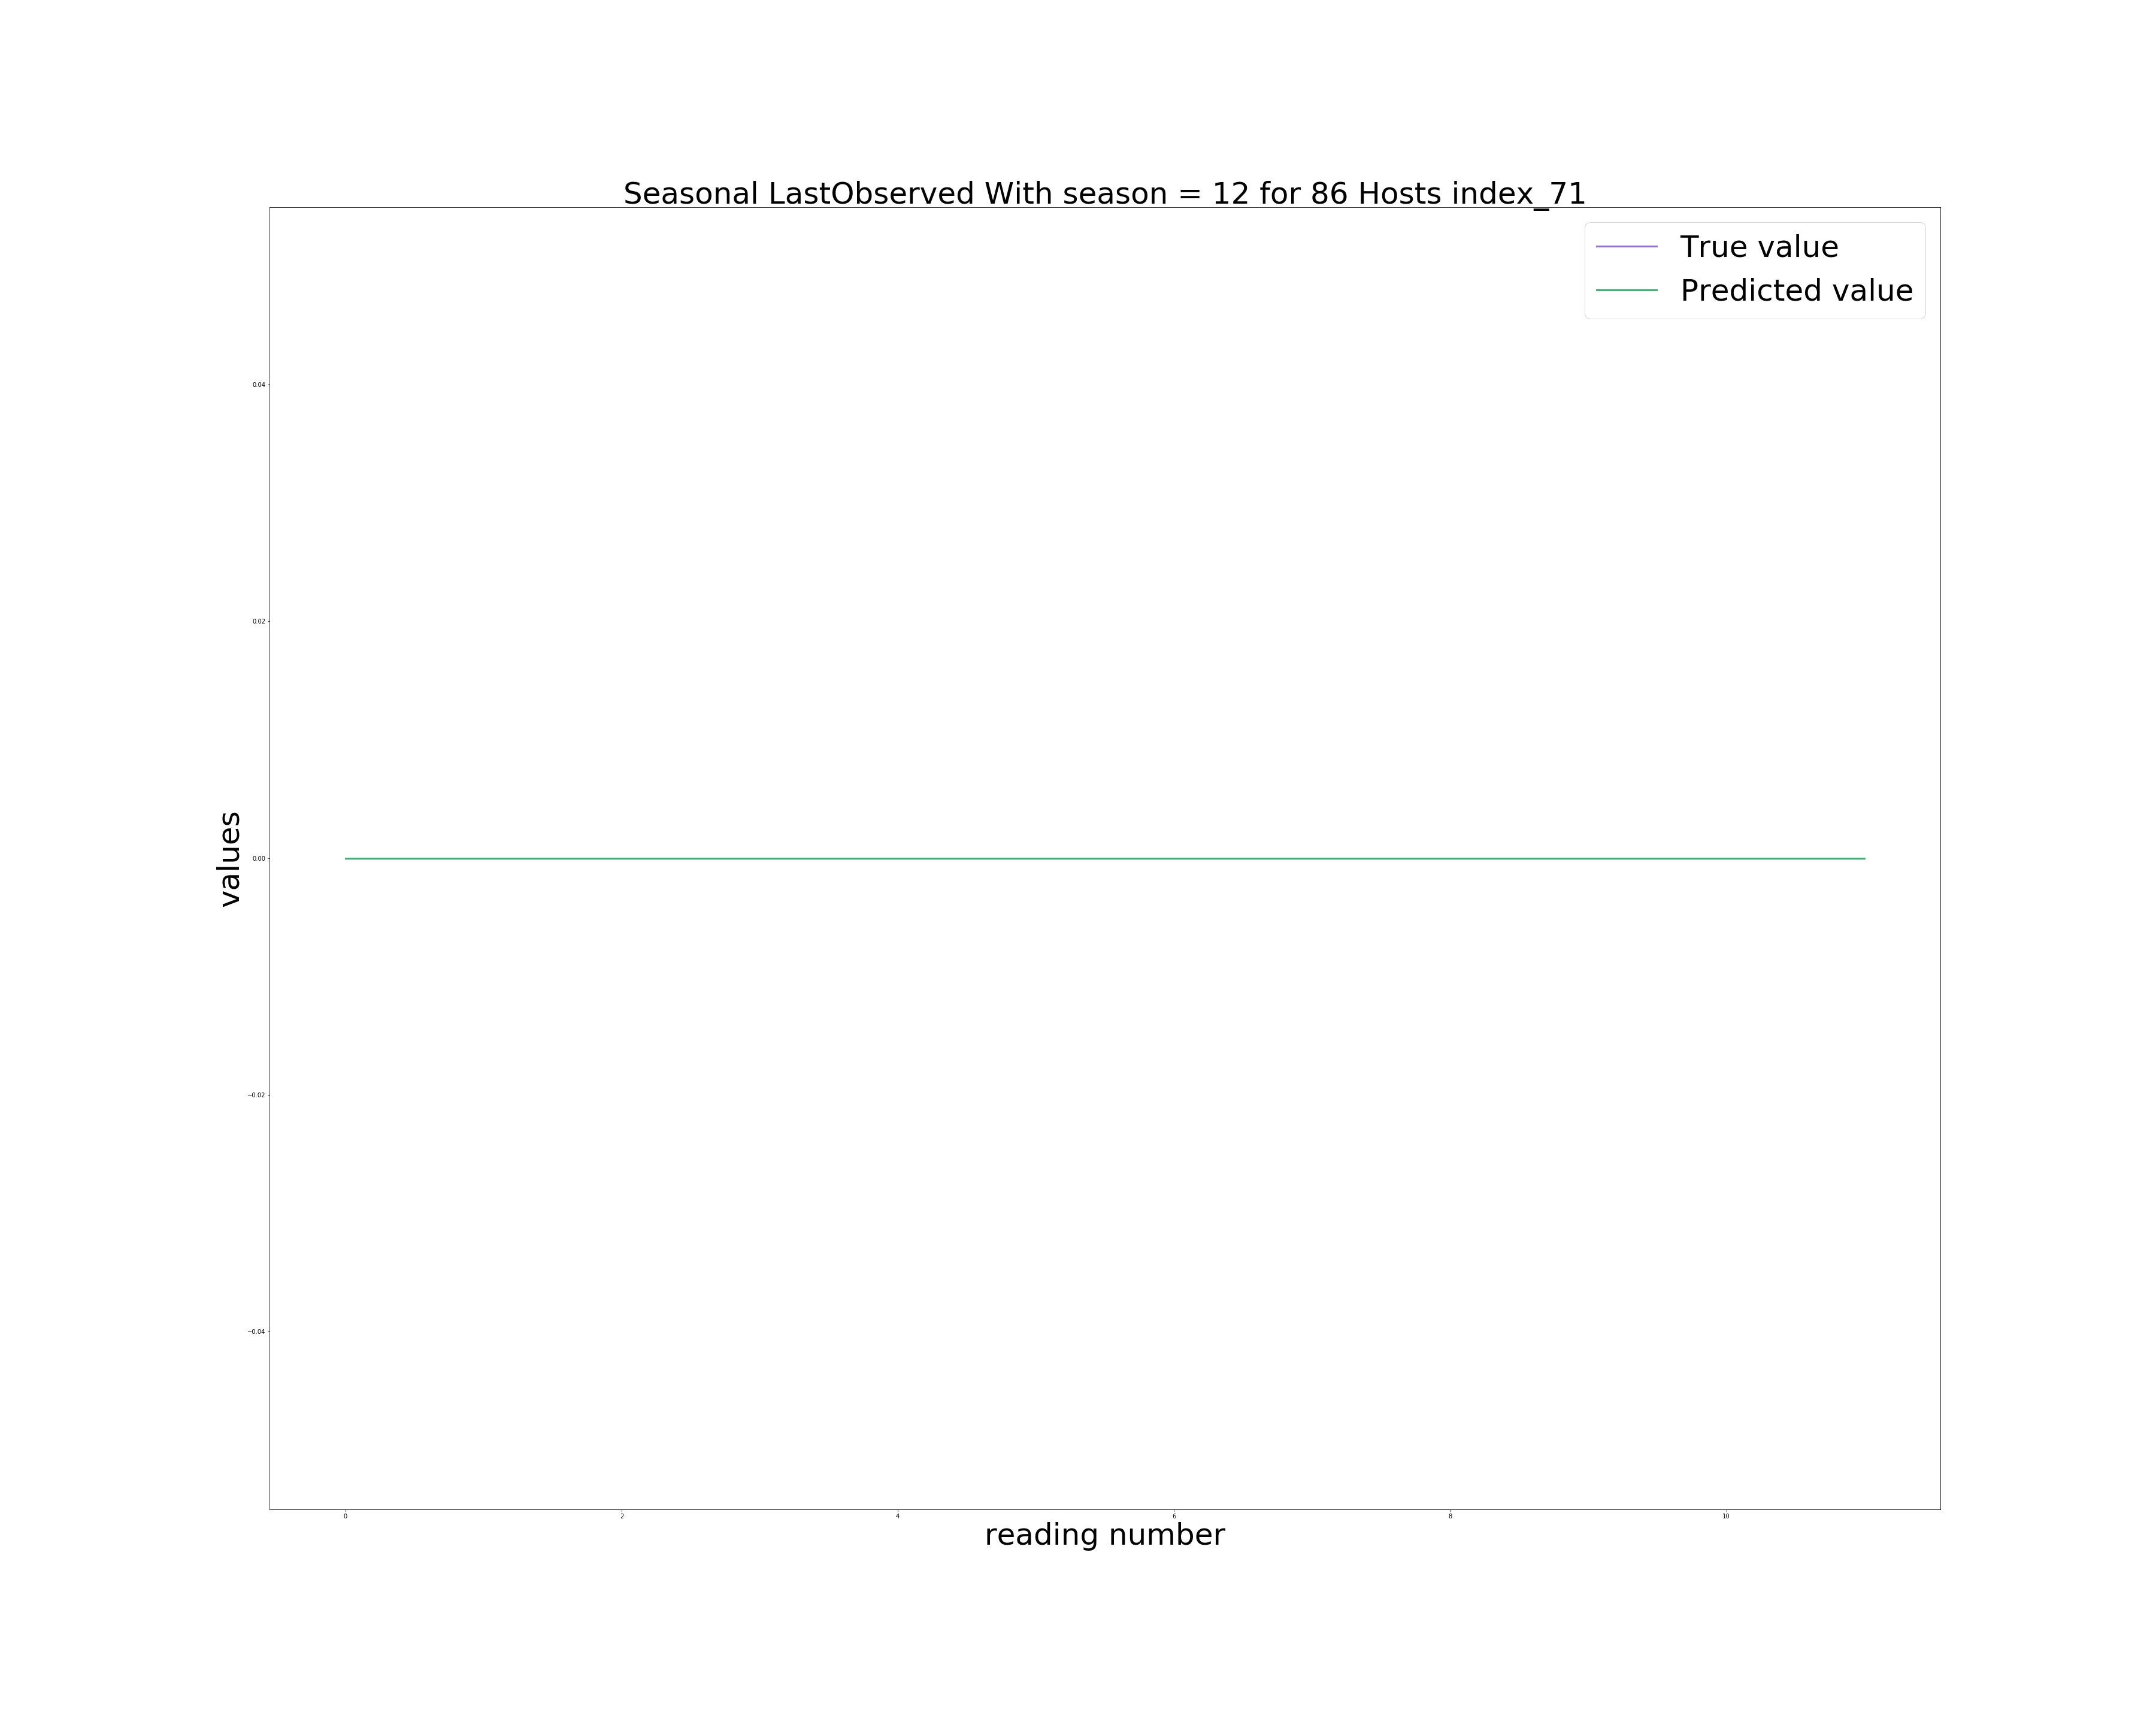 Seasonal LastObserved With season = 12 for 86 Hosts index_71
True value
Predicted value
0.04
0.02
0.00
−0.02
−0.04
values
0 2 4 6 8 10
reading number